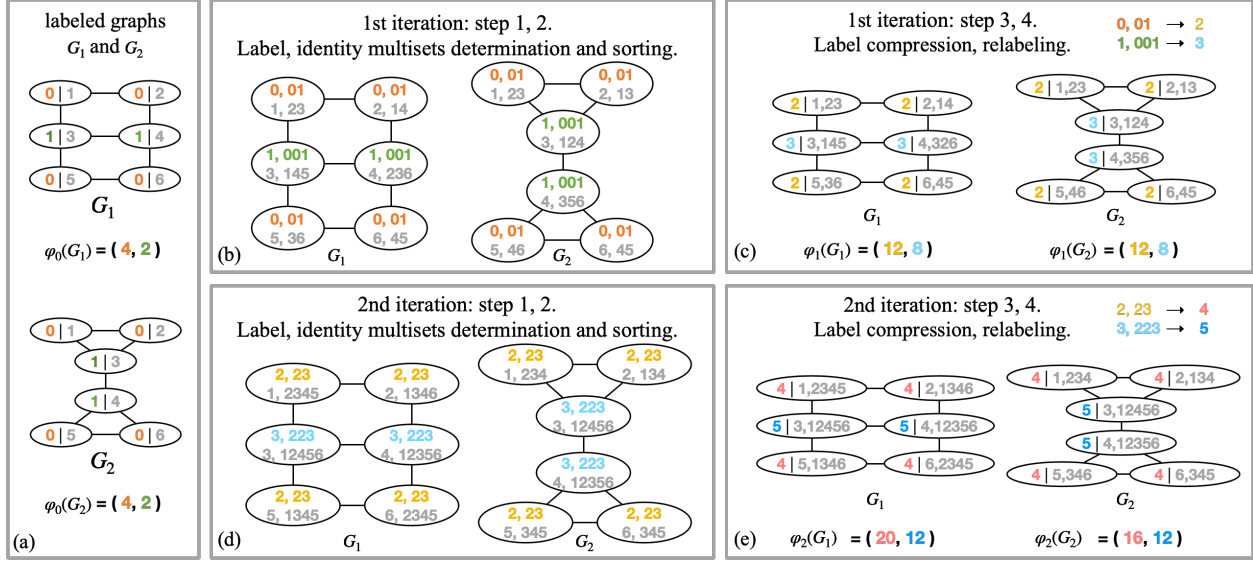 labeled graphs
G₁ and G₂
0 | 1 0 | 2
1 | 3 1 | 4
0 | 5 0 | 6
G₁
φ₀(G₁) = ( 4, 2 )
0 | 1 0 | 2
1 | 3
1 | 4
0 | 5 0 | 6
G₂
φ₀(G₂) = ( 4, 2 )
(a)
1st iteration: step 1, 2.
Label, identity multisets determination and sorting.
0, 01 0, 01
1, 23 2, 14
1, 001 1, 001
3, 145 4, 236
0, 01 0, 01
5, 36 6, 45
G₁
0, 01 0, 01
1, 23 2, 13
1, 001
3, 124
1, 001
4, 356
0, 01 0, 01
5, 46 6, 45
G₂
(b)
1st iteration: step 3, 4.
Label compression, relabeling.
0, 01 → 2
1, 001 → 3
2 | 1,23 2 | 2,14
3 | 3,145 3 | 4,326
2 | 5,36 2 | 6,45
G₁
2 | 1,23 2 | 2,13
3 | 3,124
3 | 4,356
2 | 5,46 2 | 6,45
G₂
(c)
φ₁(G₁) = ( 12, 8 ) φ₁(G₂) = ( 12, 8 )
2nd iteration: step 1, 2.
Label, identity multisets determination and sorting.
2, 23 2, 23
1, 2345 2, 1346
3, 223 3, 223
3, 12456 4, 12356
2, 23 2, 23
5, 1345 6, 2345
G₁
2, 23 2, 23
1, 234 2, 134
3, 223
3, 12456
3, 223
4, 12356
2, 23 2, 23
5, 345 6, 345
G₂
(d)
2nd iteration: step 3, 4.
Label compression, relabeling.
2, 23 → 4
3, 223 → 5
4 | 1,2345 4 | 2,1346
5 | 3,12456 5 | 4,12356
4 | 5,1346 4 | 6,2345
G₁
4 | 1,234 4 | 2,134
5 | 3,12456
5 | 4,12356
4 | 5,346 4 | 6,345
G₂
(e)
φ₂(G₁) = ( 20, 12 ) φ₂(G₂) = ( 16, 12 )